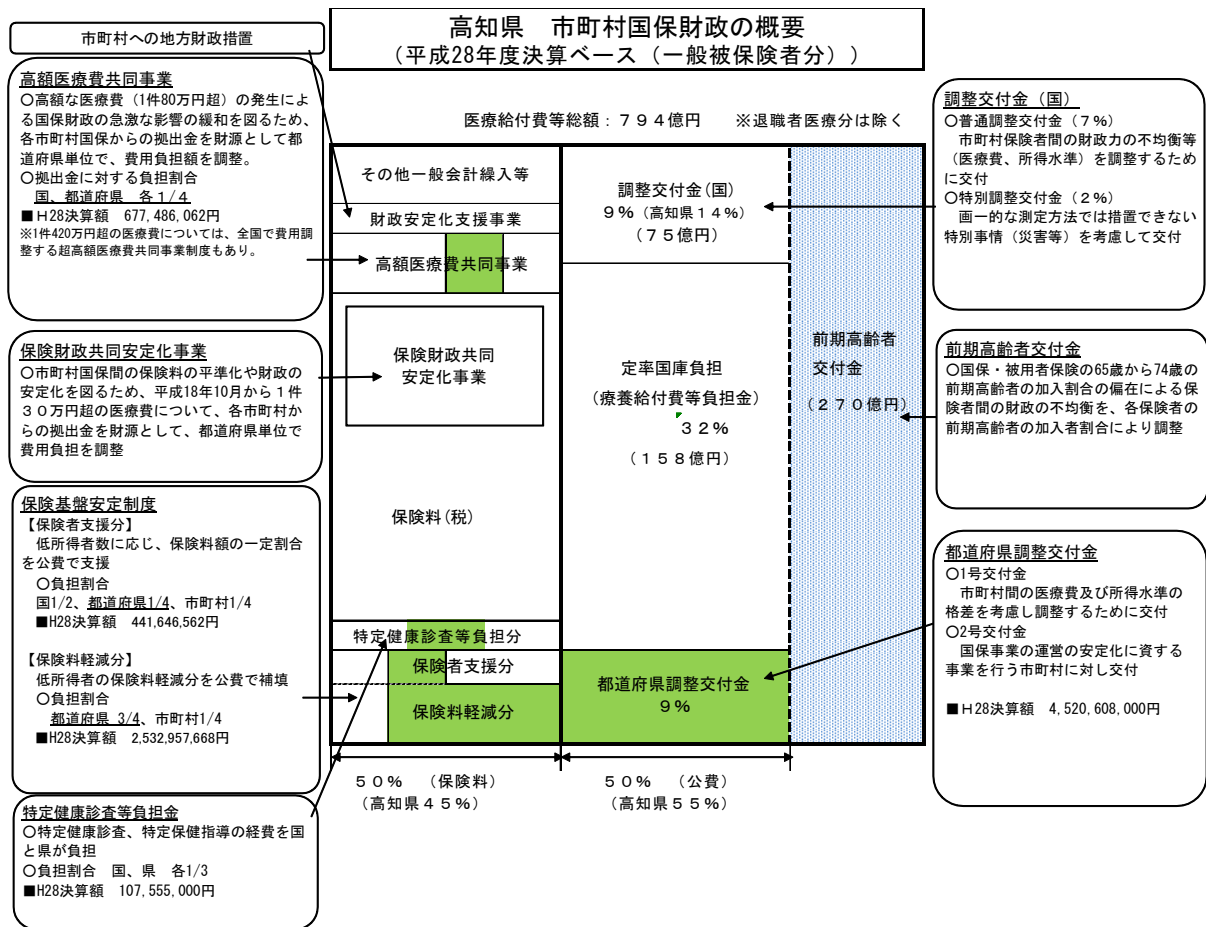 高知県　市町村国保財政の概要
（平成28年度決算ベース（一般被保険者分））
市町村への地方財政措置
高額医療費共同事業
○高額な医療費（1件80万円超）の発生によ
る国保財政の急激な影響の緩和を図るため、
各市町村国保からの拠出金を財源として都
道府県単位で、費用負担額を調整。
○拠出金に対する負担割合
国、都道府県　各１/４
■Ｈ28決算額　677,486,062円
※1件420万円超の医療費については、全国で費用調
整する超高額医療費共同事業制度もあり。
保険財政共同安定化事業
○市町村国保間の保険料の平準化や財政の
安定化を図るため、平成18年10月から１件
３０万円超の医療費について、各市町村か
らの拠出金を財源として、都道府県単位で
費用負担を調整
保険基盤安定制度
【保険者支援分】
低所得者数に応じ、保険料額の一定割合
を公費で支援
○負担割合
国1/2、都道府県1/4、市町村1/4
■H28決算額　441,646,562円
【保険料軽減分】
低所得者の保険料軽減分を公費で補填
○負担割合
都道府県 3/4、市町村1/4
■H28決算額　2,532,957,668円
特定健康診査等負担金
○特定健康診査、特定保健指導の経費を国
と県が負担
○負担割合　国、県　各1/3
■H28決算額　107,555,000円
医療給付費等総額：７９４億円　※退職者医療分は除く
その他一般会計繰入等
財政安定化支援事業
高額医療費共同事業
保険財政共同
安定化事業
保険料(税)
特定健康診査等負担分
保険者支援分
保険料軽減分
調整交付金(国)
９％(高知県１４％)
（７５億円）
定率国庫負担
(療養給付費等負担金)
３２％
（１５８億円）
都道府県調整交付金
９％
前期高齢者
交付金
（２７０億円）
５０％　（保険料）
（高知県４５％）
５０％　（公費）
（高知県５５％）
調整交付金（国）
○普通調整交付金（７％）
市町村保険者間の財政力の不均衡等
（医療費、所得水準）を調整するため
に交付
○特別調整交付金（２％）
画一的な測定方法では措置できない
特別事情（災害等）を考慮して交付
前期高齢者交付金
○国保・被用者保険の65歳から74歳の
前期高齢者の加入割合の偏在による保
険者間の財政の不均衡を、各保険者の
前期高齢者の加入者割合により調整
都道府県調整交付金
○1号交付金
市町村間の医療費及び所得水準の
格差を考慮し調整するために交付
○2号交付金
国保事業の運営の安定化に資する
事業を行う市町村に対し交付
■Ｈ28決算額　4,520,608,000円